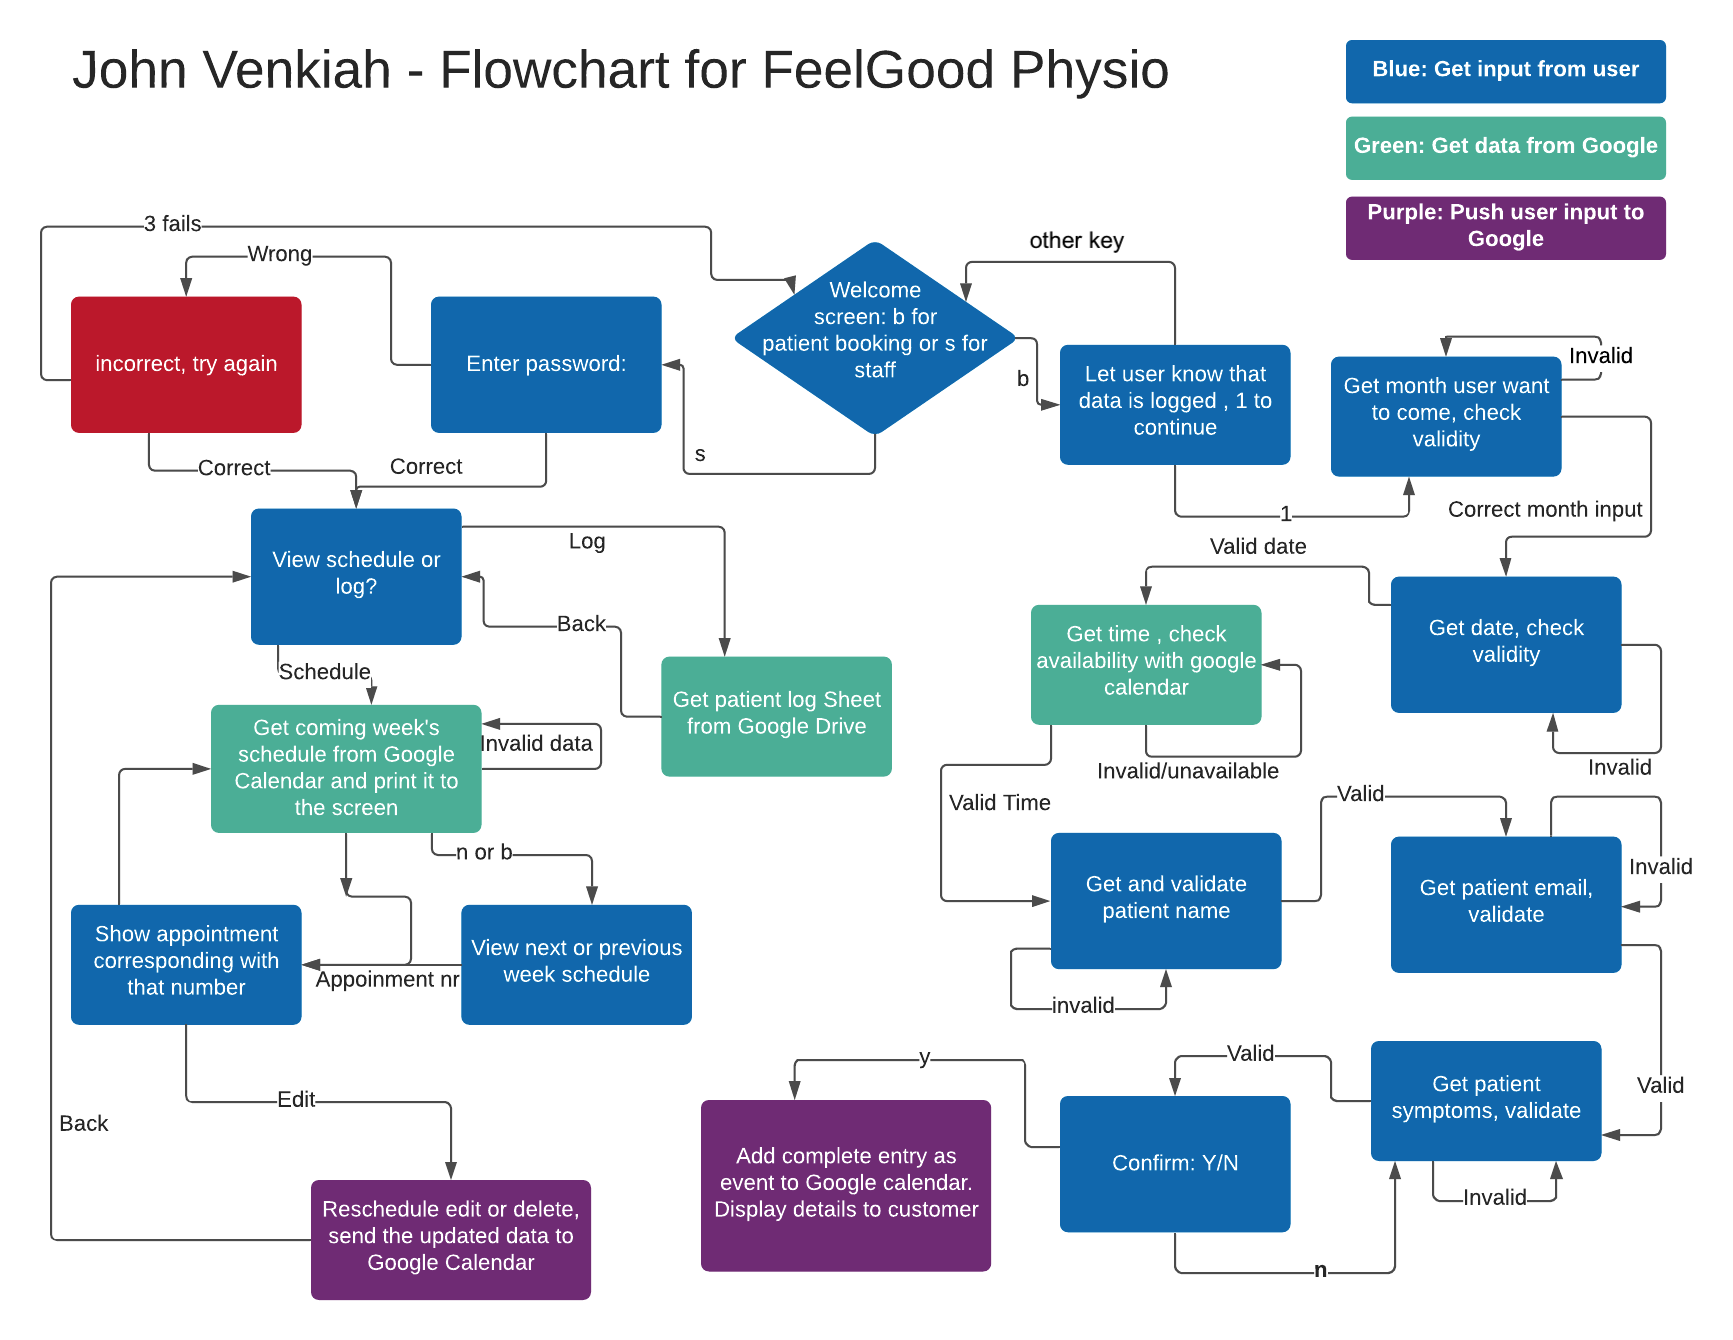 John Venkiah - Flowchart for FeelGood Physio
Blue: Get input from user
Green: Get data from Google
Purple: Push user input to
Google
3 fails
Wrong
other key
incorrect, try again
Enter password:
Welcome
screen: b for
patient booking or s for
staff
b
s
Let user know that
data is logged , 1 to
continue
Invalid
Get month user want
to come, check
validity
Correct
Correct
1
Correct month input
View schedule or
log?
Log
Back
Schedule
Get patient log Sheet
from Google Drive
Valid date
Get time , check
availability with google
calendar
Get date, check
validity
Invalid
Invalid/unavailable
Valid Time
Get coming week's
schedule from Google
Calendar and print it to
the screen
Invalid data
n or b
Show appointment
corresponding with
that number
Appoinment nr
View next or previous
week schedule
Get and validate
patient name
invalid
Valid
Get patient email,
validate
Invalid
Valid
Edit
Back
Reschedule edit or delete,
send the updated data to
Google Calendar
y
Add complete entry as
event to Google calendar.
Display details to customer
Confirm: Y/N
Valid
Get patient
symptoms, validate
Invalid
n